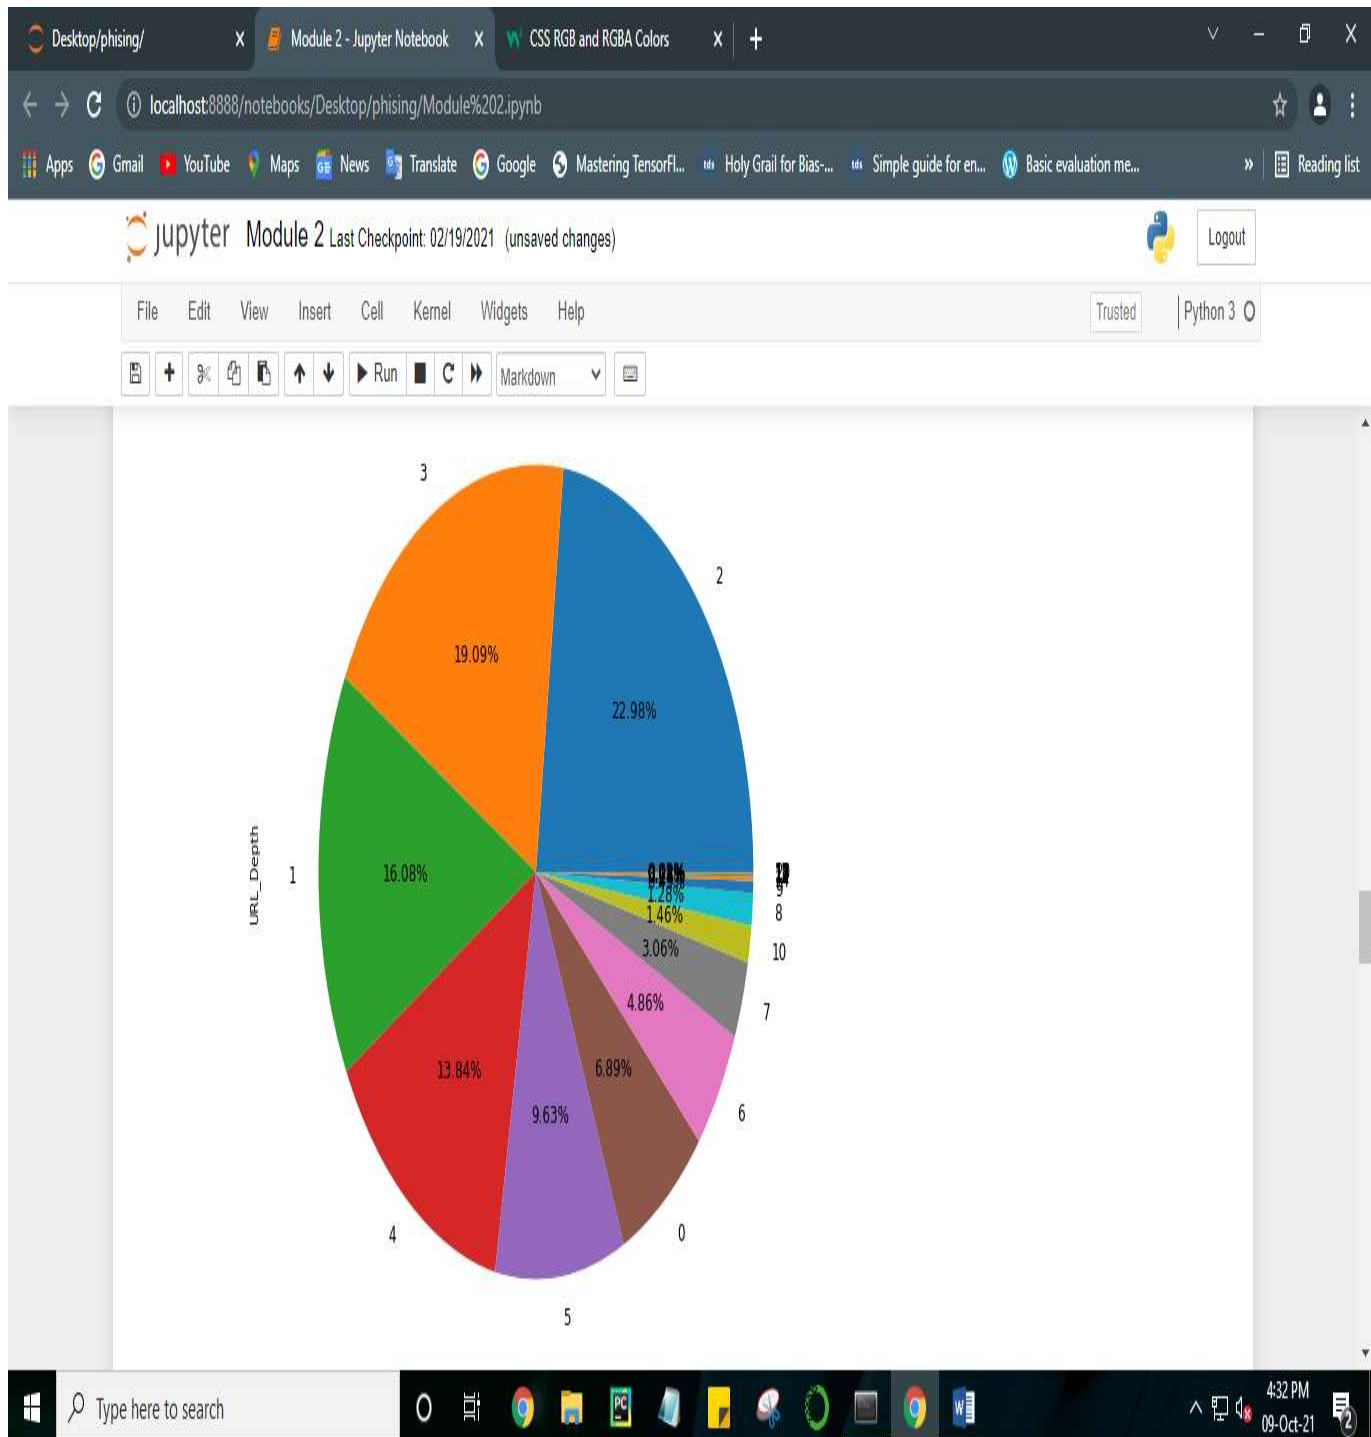 Desktop/phising/ Module 2 - Jupyter Notebook CSS RGB and RGBA Colors
localhost:8888/notebooks/Desktop/phising/Module%202.ipynb
Apps Gmail YouTube Maps News Translate Google Mastering TensorFl... Holy Grail for Bias-... Simple guide for en... Basic evaluation me... » Reading list
jupyter Module 2 Last Checkpoint: 02/19/2021 (unsaved changes)
Logout
File Edit View Insert Cell Kernel Widgets Help Trusted Python 3
Run Markdown
3
2
19.09%
22.98%
URL_Depth
1
16.08%
9
1.28%
1.46%
8
3.06%
10
4.86%
7
13.84%
6.89%
9.63%
6
4
0
5
Type here to search
PC
W
4:32 PM
09-Oct-21
2